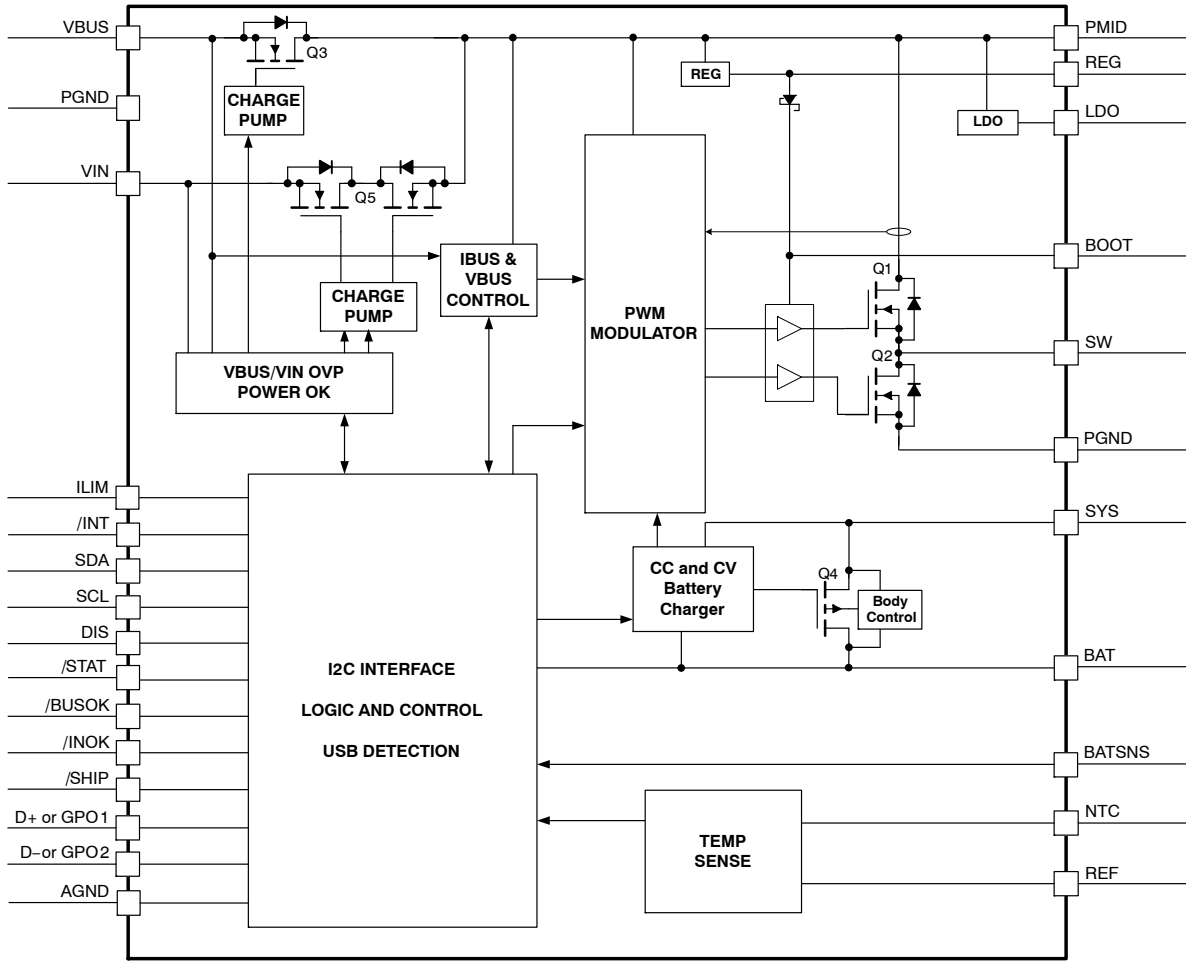 VBUS
PGND
VIN
ILIM
/INT
SDA
SCL
DIS
/STAT
/BUSOK
/INOK
/SHIP
D+ or GPO1
D−or GPO2
AGND
Q3
CHARGE
PUMP
Q5
CHARGE
PUMP
IBUS &
VBUS
CONTROL
VBUS/VIN OVP
POWER OK
I2C INTERFACE
LOGIC AND CONTROL
USB DETECTION
PWM
MODULATOR
REG
LDO
Q1
Q2
CC and CV
Battery
Charger
Q4
Body
Control
TEMP
SENSE
PMID
REG
LDO
BOOT
SW
PGND
SYS
BAT
BATSNS
NTC
REF